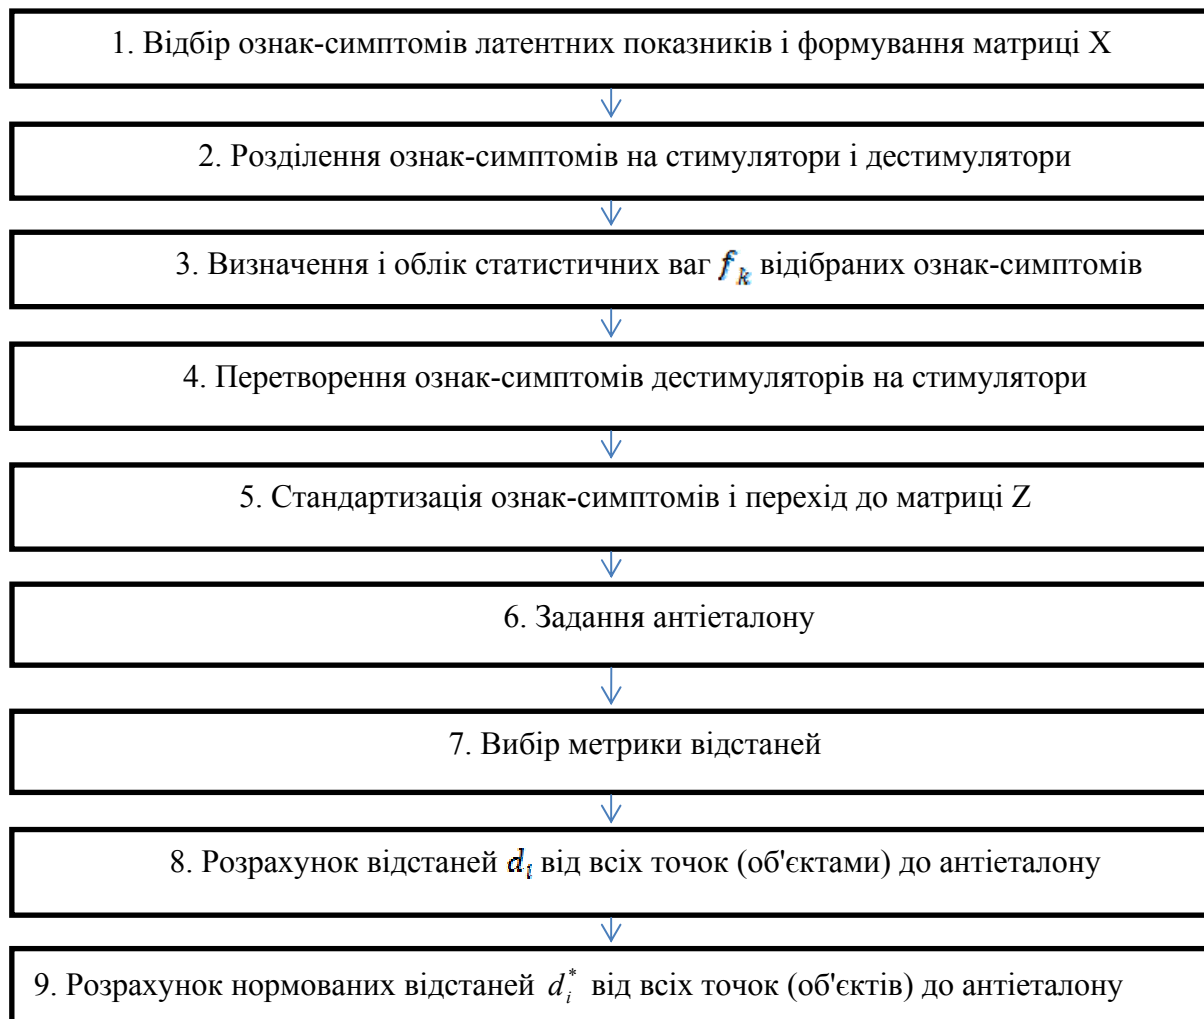 1. Відбір ознак-симптомів латентних показників і формування матриці X
2. Розділення ознак-симптомів на стимулятори і дестимулятори
3. Визначення і облік статистичних ваг f_k відібраних ознак-симптомів
4. Перетворення ознак-симптомів дестимуляторів на стимулятори
5. Стандартизація ознак-симптомів і перехід до матриці Z
6. Задання антіеталону
7. Вибір метрики відстаней
8. Розрахунок відстаней d_i від всіх точок (об'єктами) до антіеталону
9. Розрахунок нормованих відстаней d_i^* від всіх точок (об'єктів) до антіеталону